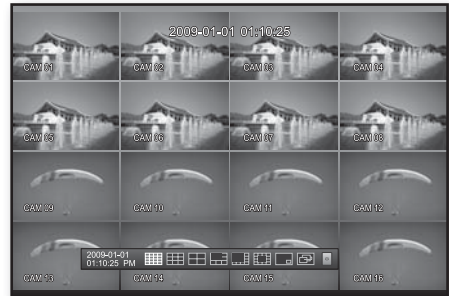 2009-01-01 01:10:25
CAM 01 CAM 02 CAM 03 CAM 04
CAM 05 CAM 06 CAM 07 CAM 08
CAM 09 CAM 10 CAM 11 CAM 12
2009-01-01
01:10:25 PM
CAM 13 CAM 14 CAM 15 CAM 16